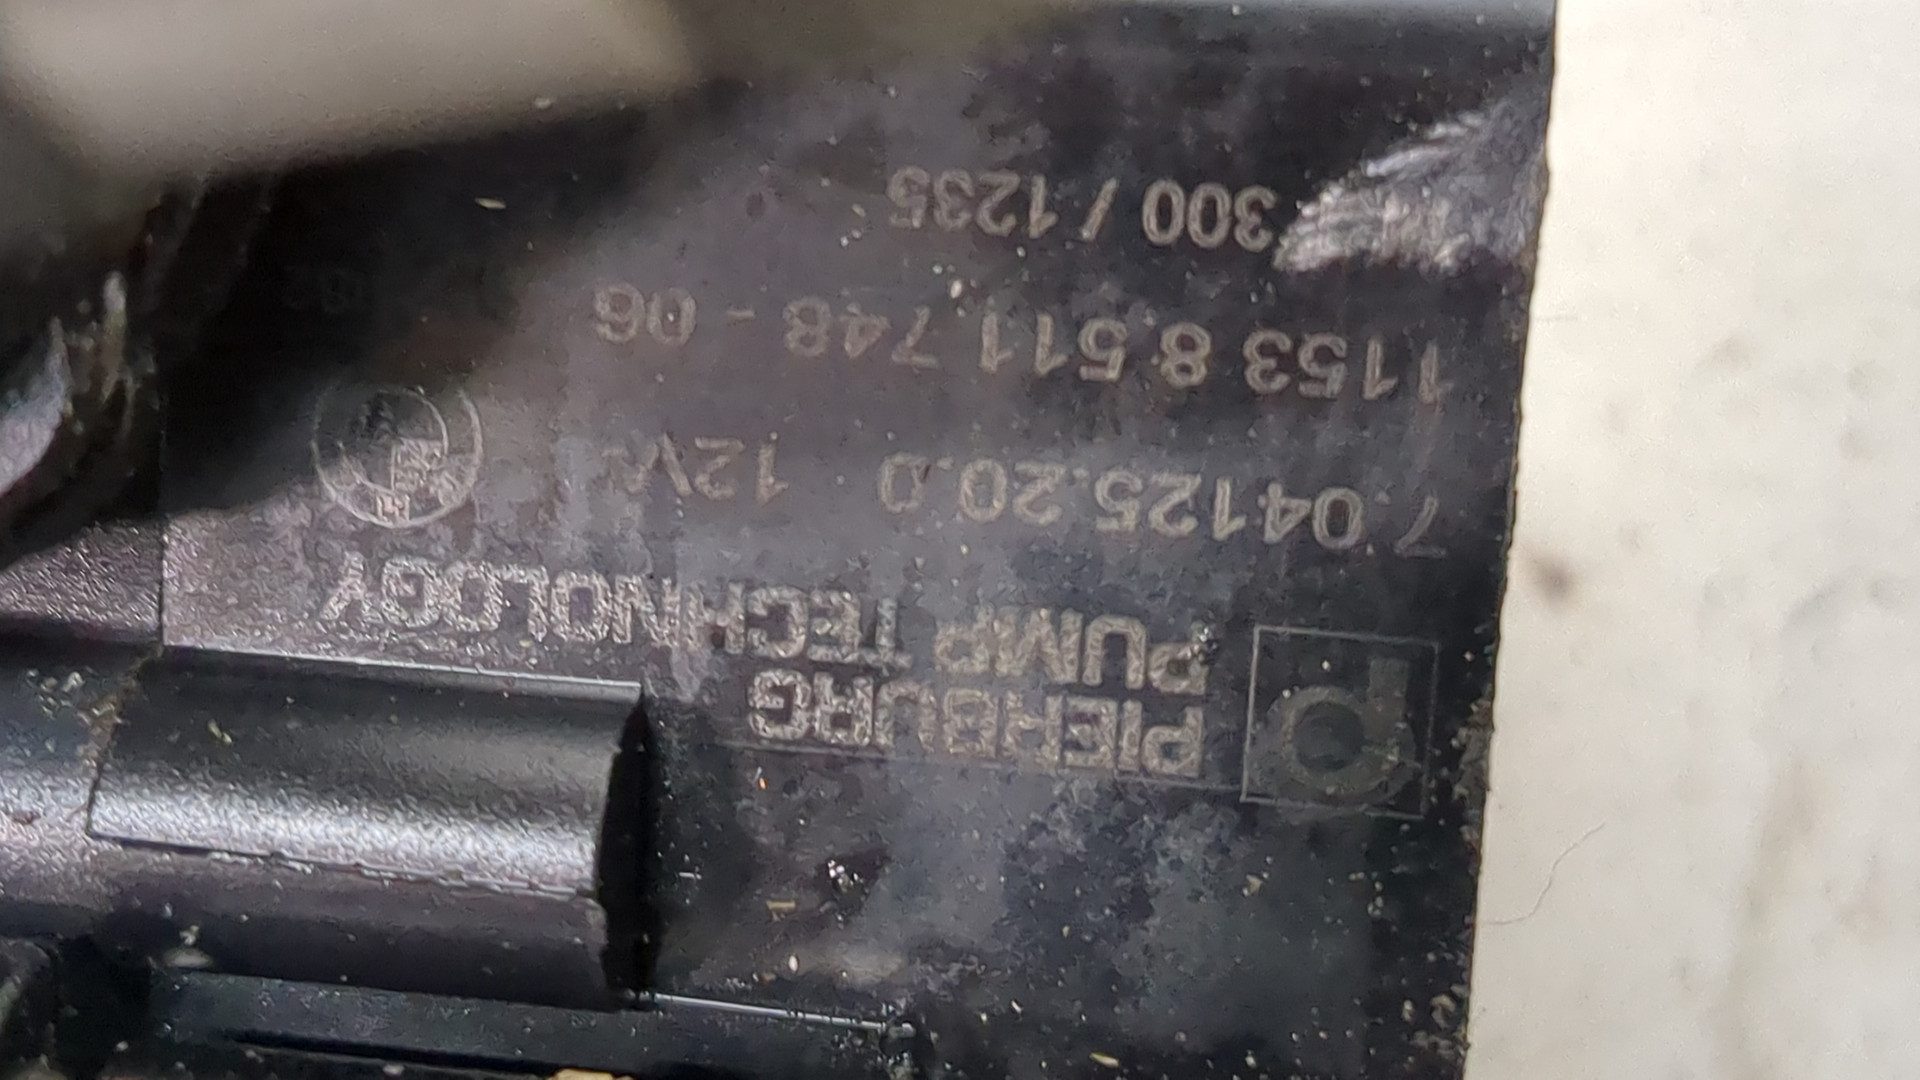 PIERBURG
PUMP TECHNOLOGY
7.04125.20.0 12V
1153 8 511 748 - 06
300 / 1235